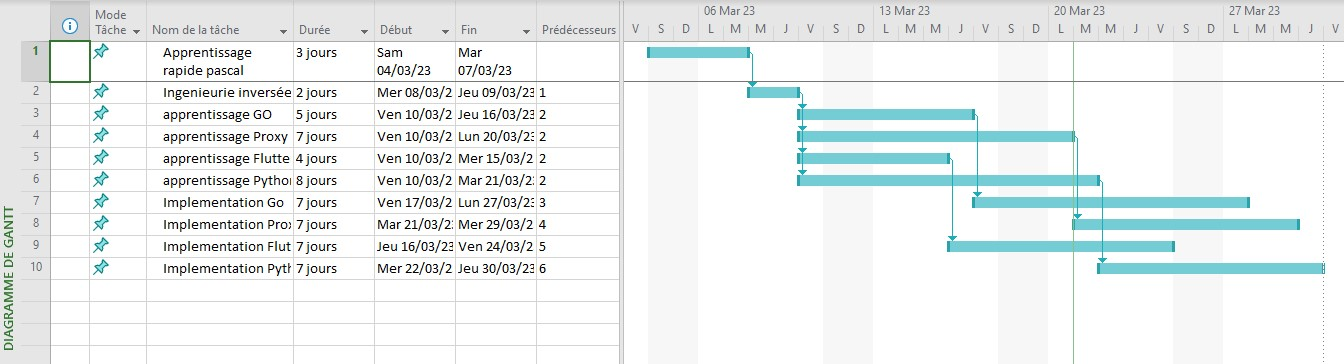 DIAGRAMME DE GANTT
Mode Tâche Nom de la tâche Durée Début Fin Prédécesseurs
06 Mar 23 13 Mar 23 20 Mar 23 27 Mar 23
V S D L M M J V S D L M M J V S D L M M J V S D L M M J V
1 Apprentissage rapide pascal 3 jours Sam 04/03/23 Mar 07/03/23
2 Ingenieurie inversée 2 jours Mer 08/03/2 Jeu 09/03/23 1
3 apprentissage GO 5 jours Ven 10/03/2 Jeu 16/03/23 2
4 apprentissage Proxy 7 jours Ven 10/03/2 Lun 20/03/23 2
5 apprentissage Flutte 4 jours Ven 10/03/2 Mer 15/03/2 2
6 apprentissage Pythor 8 jours Ven 10/03/2 Mar 21/03/2 2
7 Implementation Go 7 jours Ven 17/03/2 Lun 27/03/23 3
8 Implementation Prox 7 jours Mar 21/03/2 Mer 29/03/2 4
9 Implementation Flut 7 jours Jeu 16/03/23 Ven 24/03/2 5
10 Implementation Pyth 7 jours Mer 22/03/2 Jeu 30/03/23 6